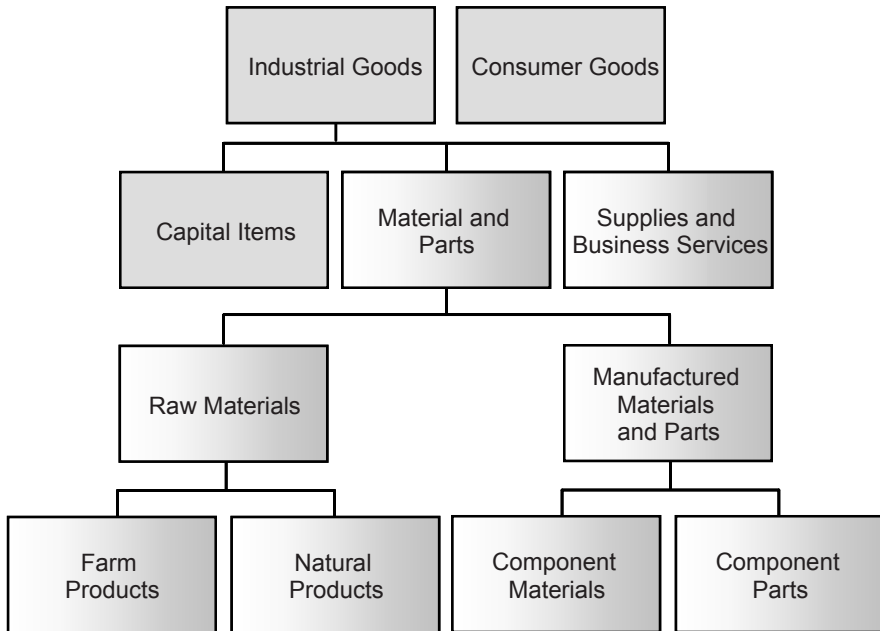 Industrial Goods
Consumer Goods
Capital Items
Material and
Parts
Supplies and
Business Services
Raw Materials
Manufactured
Materials
and Parts
Farm
Products
Natural
Products
Component
Materials
Component
Parts